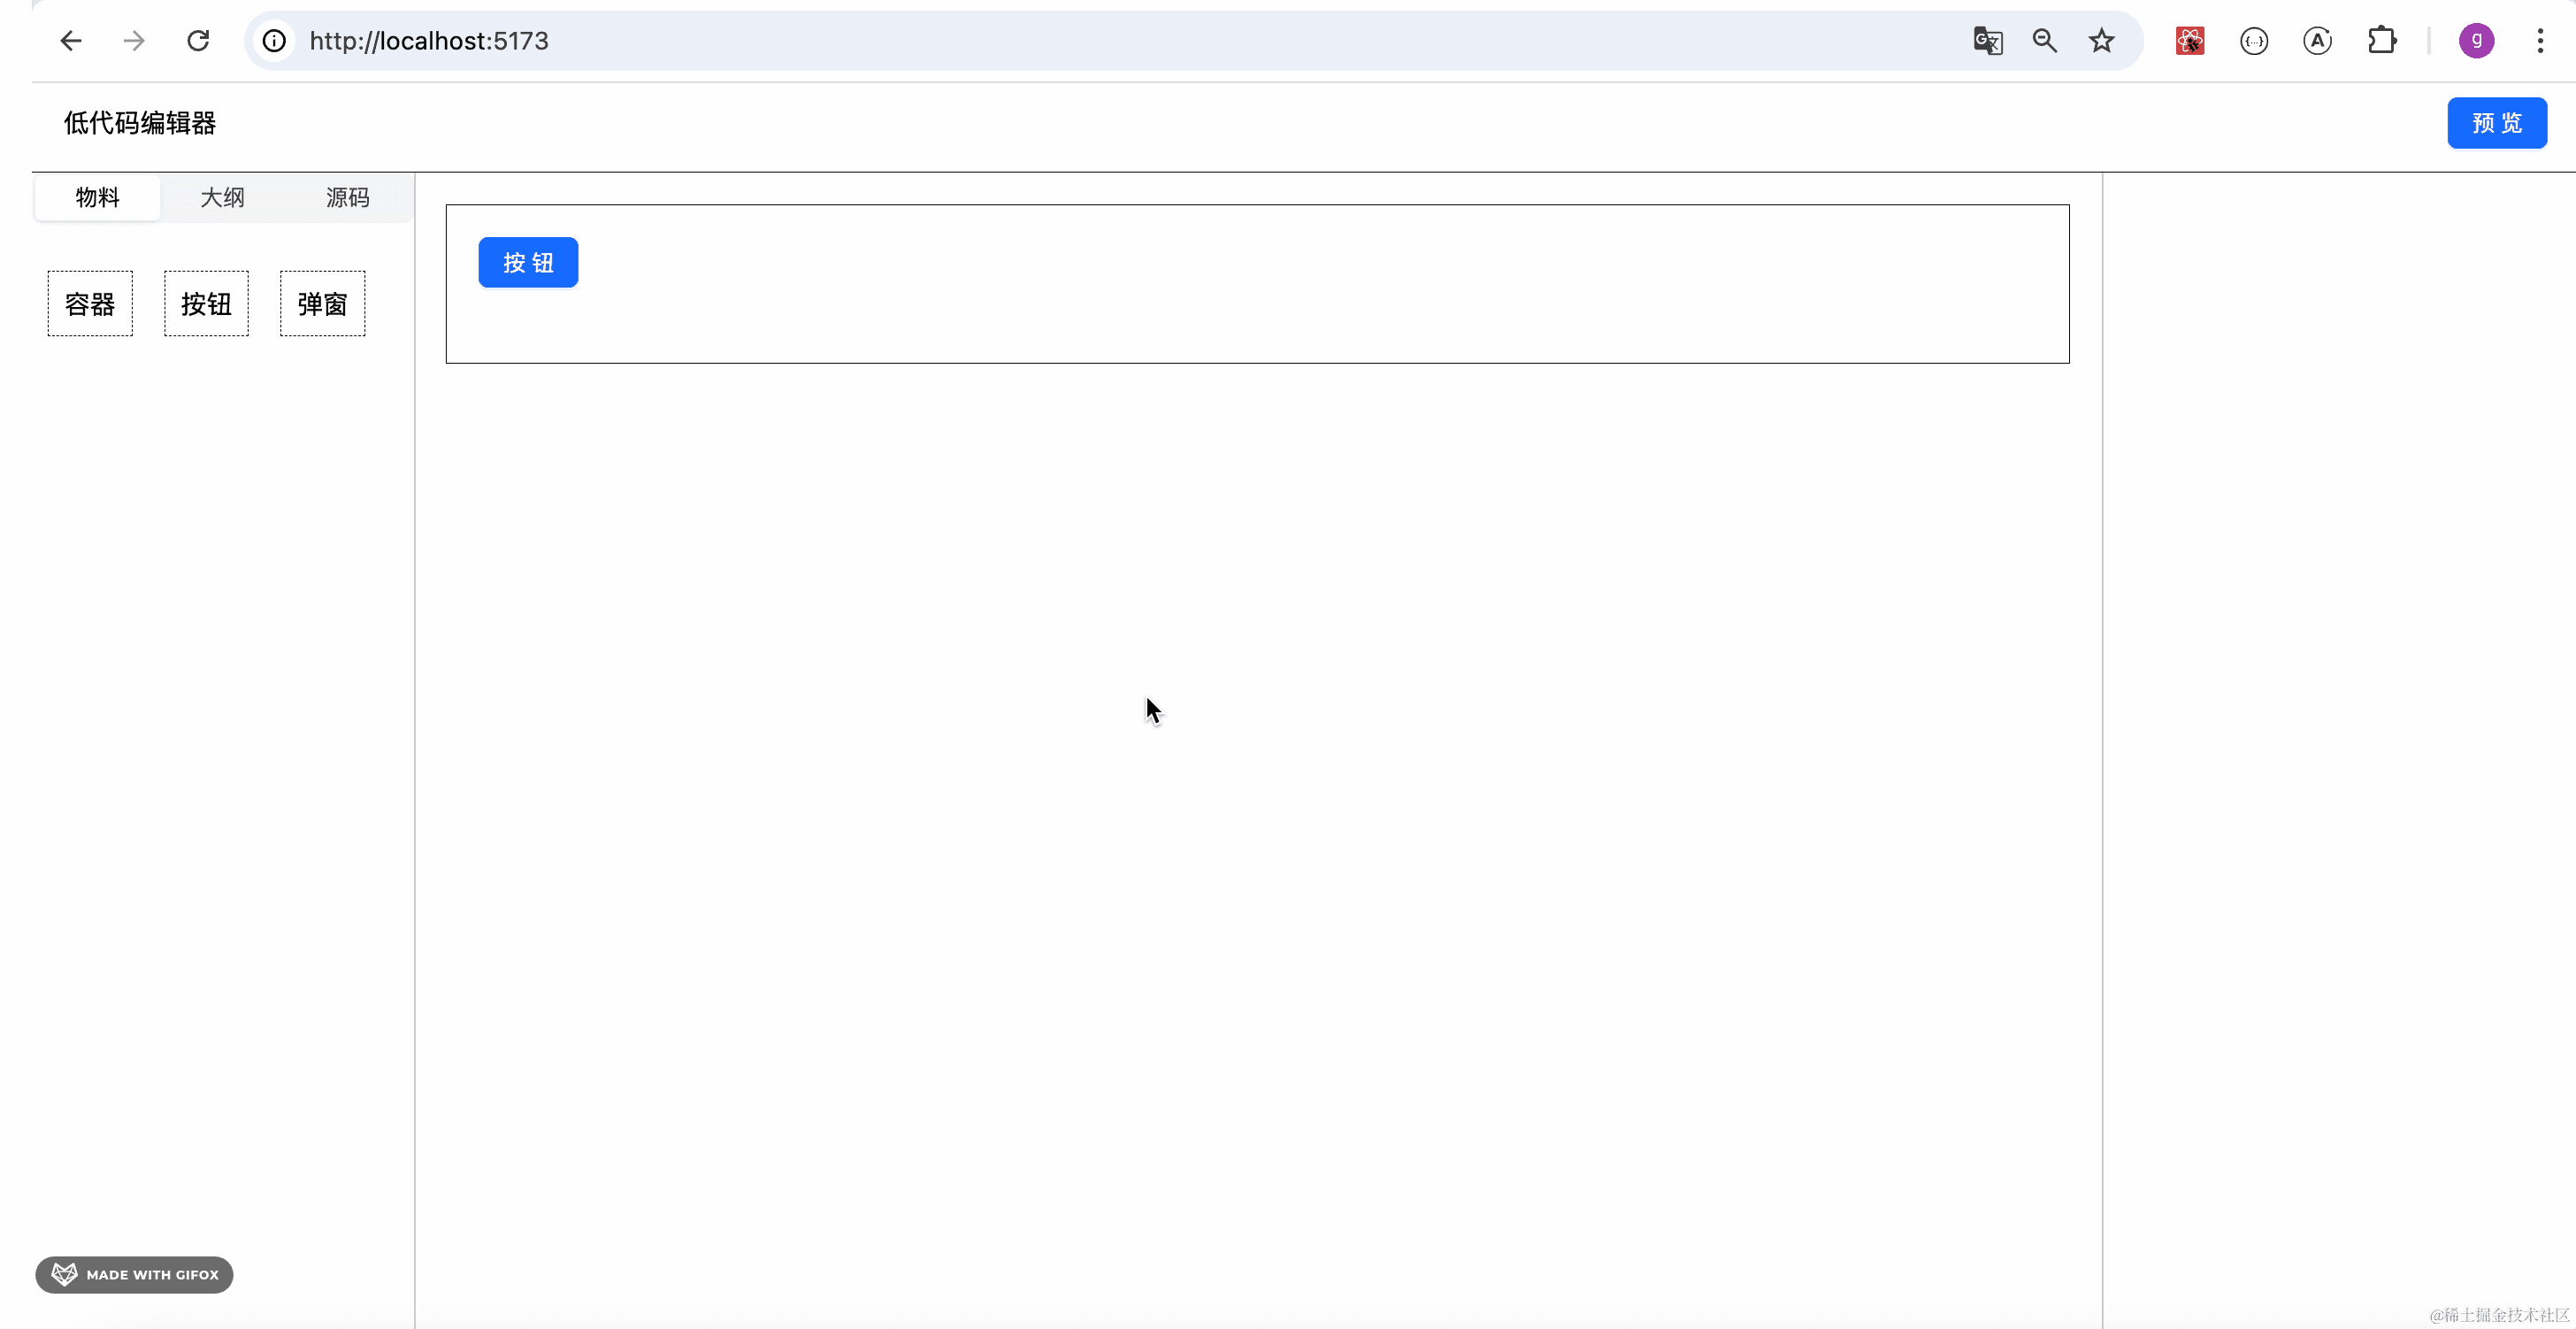 http://localhost:5173
g
低代码编辑器
预 览
物料
大纲
源码
按 钮
容器
按钮
弹窗
MADE WITH GIFOX
@稀土掘金技术社区